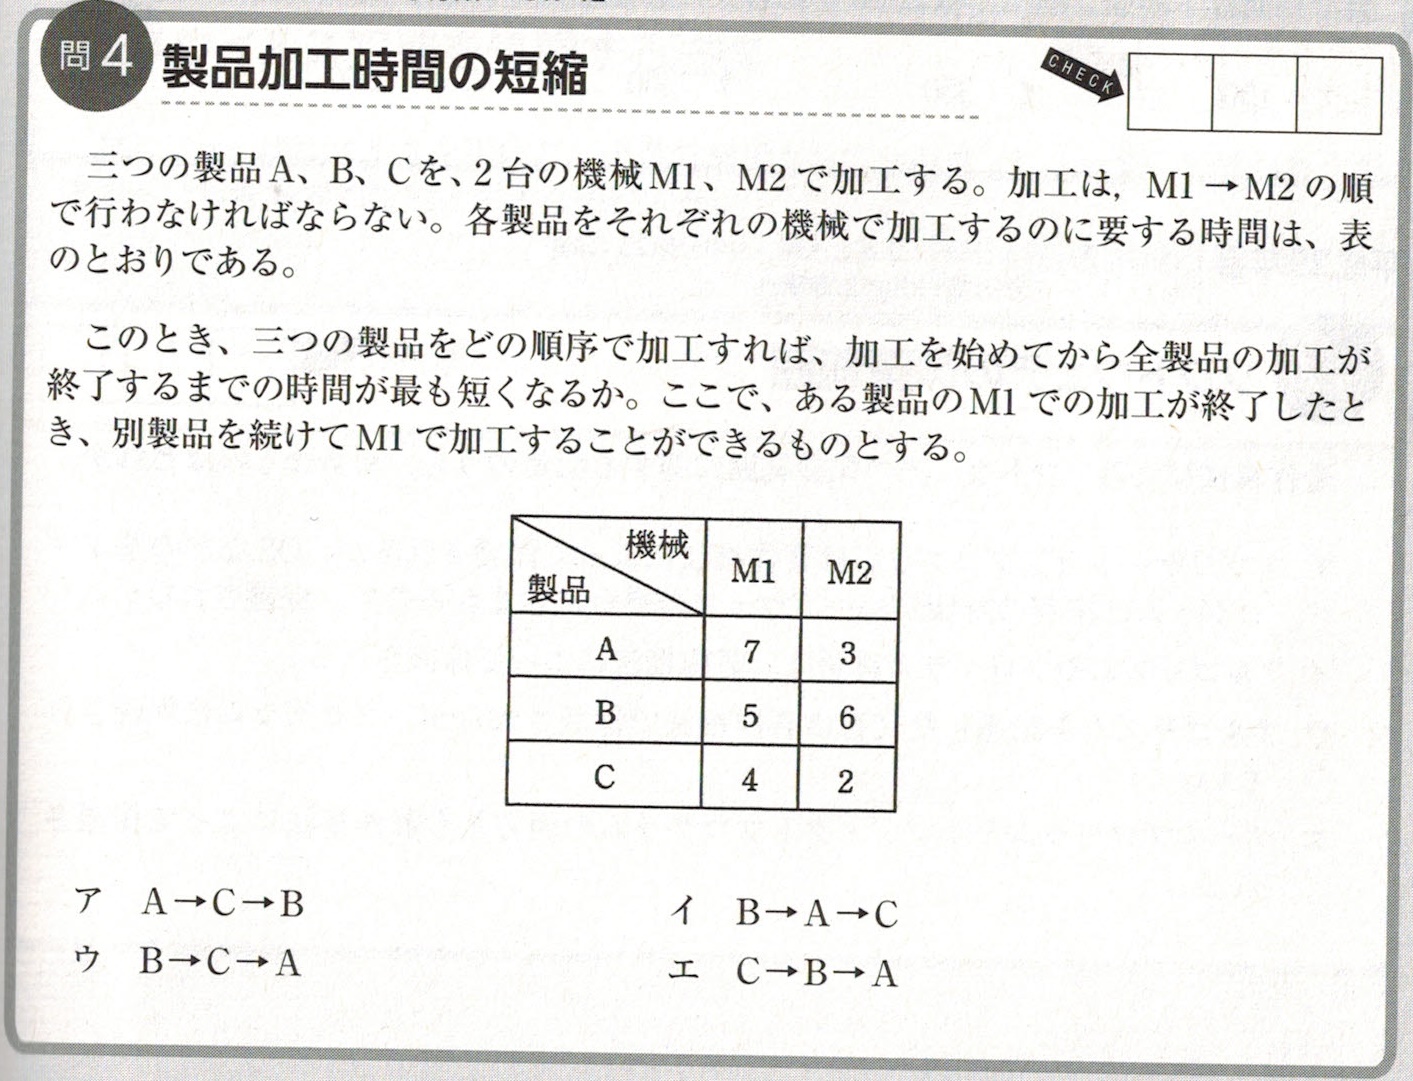 問4 製品加工時間の短縮
CHECK
三つの製品A、B、Cを、2台の機械M1、M2で加工する。加工は，M1→M2の順
で行わなければならない。各製品をそれぞれの機械で加工するのに要する時間は、表
のとおりである。
このとき、三つの製品をどの順序で加工すれば、加工を始めてから全製品の加工が
終了するまでの時間が最も短くなるか。ここで、ある製品のM1での加工が終了したと
き、別製品を続けてM1で加工することができるものとする。
機械
製品 M1 M2
A 7 3
B 5 6
C 4 2
ア A→C→B イ B→A→C
ウ B→C→A エ C→B→A